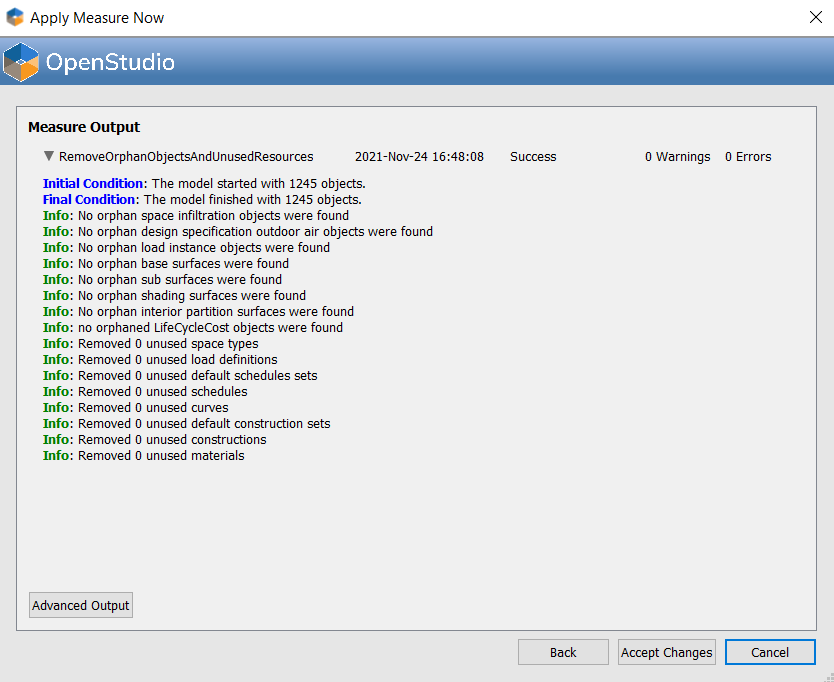 Apply Measure Now
OpenStudio
Measure Output
RemoveOrphanObjectsAndUnusedResources 2021-Nov-24 16:48:08 Success 0 Warnings 0 Errors
Initial Condition: The model started with 1245 objects.
Final Condition: The model finished with 1245 objects.
Info: No orphan space infiltration objects were found
Info: No orphan design specification outdoor air objects were found
Info: No orphan load instance objects were found
Info: No orphan base surfaces were found
Info: No orphan sub surfaces were found
Info: No orphan shading surfaces were found
Info: No orphan interior partition surfaces were found
Info: no orphaned LifeCycleCost objects were found
Info: Removed 0 unused space types
Info: Removed 0 unused load definitions
Info: Removed 0 unused default schedules sets
Info: Removed 0 unused schedules
Info: Removed 0 unused curves
Info: Removed 0 unused default construction sets
Info: Removed 0 unused constructions
Info: Removed 0 unused materials
Advanced Output
Back Accept Changes Cancel